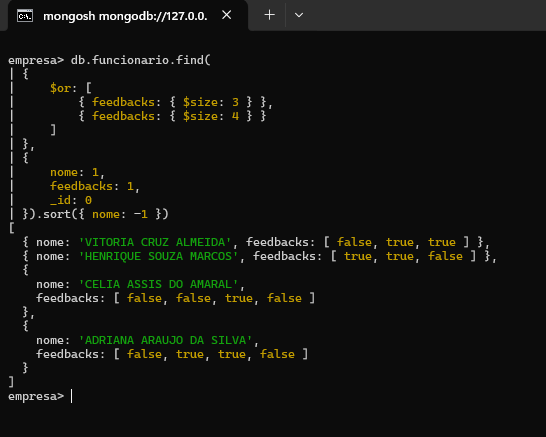 mongosh mongodb://127.0.0.
empresa> db.funcionario.find(
| {
|     $or: [
|         { feedbacks: { $size: 3 } },
|         { feedbacks: { $size: 4 } }
|     ]
| },
| {
|     nome: 1,
|     feedbacks: 1,
|     _id: 0
| }).sort({ nome: -1 })
[
  { nome: 'VITORIA CRUZ ALMEIDA', feedbacks: [ false, true, true ] },
  { nome: 'HENRIQUE SOUZA MARCOS', feedbacks: [ true, true, false ] },
  {
    nome: 'CELIA ASSIS DO AMARAL',
    feedbacks: [ false, false, true, false ]
  },
  {
    nome: 'ADRIANA ARAUJO DA SILVA',
    feedbacks: [ false, true, true, false ]
  }
]
empresa>